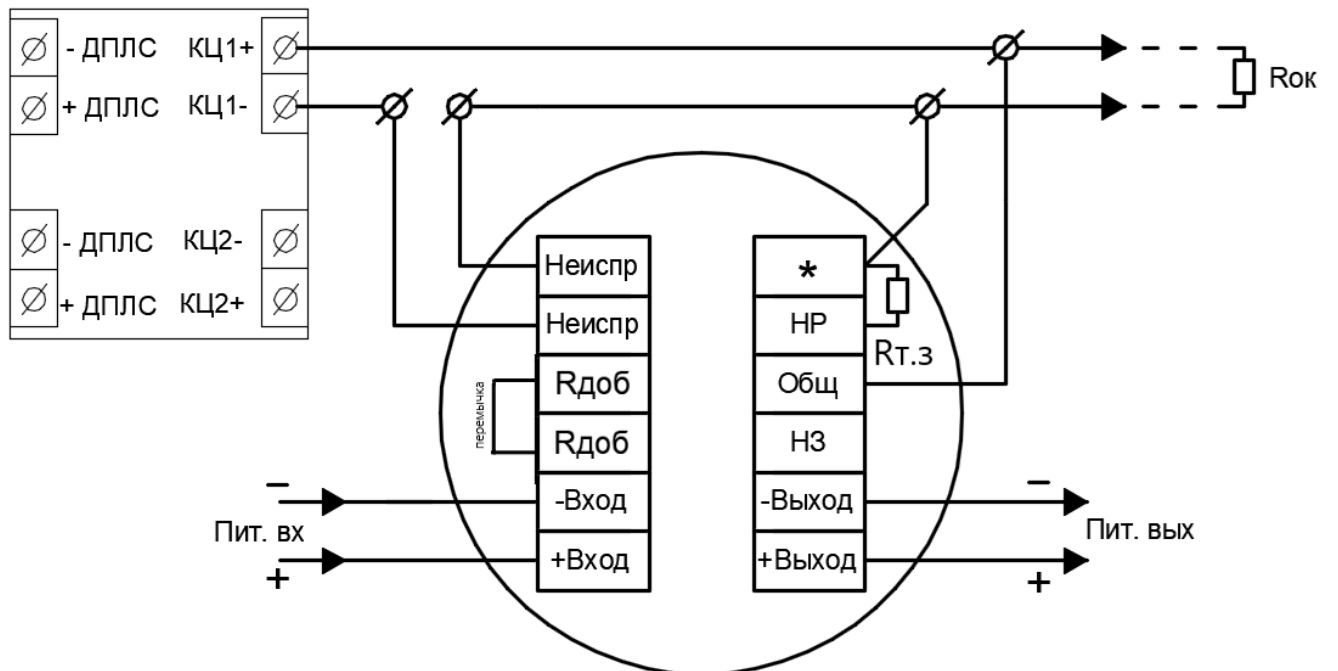 - ДПЛС КЦ1+
+ ДПЛС КЦ1-
Rок
- ДПЛС КЦ2-
+ ДПЛС КЦ2+
Неиспр
*
Неиспр
НР
Rт.з
перемычка
Rдоб
Общ
Rдоб
НЗ
−
-Вход
-Выход
−
Пит. вх
Пит. вых
+
+Вход
+Выход
+